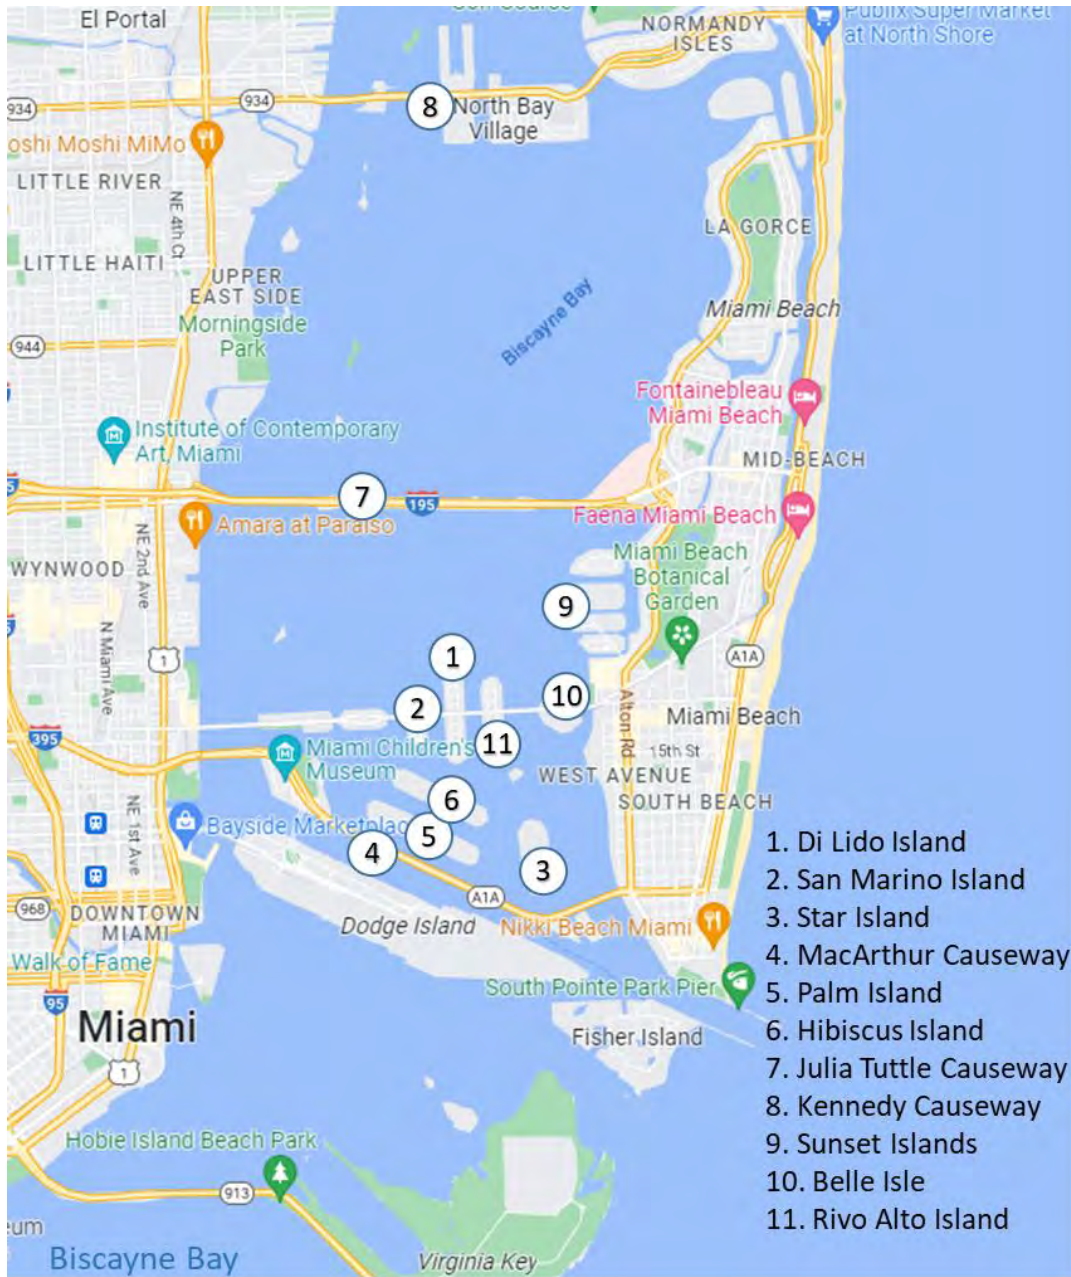 El Portal
NORMANDY
ISLES
Publix Super Market
at North Shore
934
934
8
North Bay
Village
oshi Moshi MiMo
LITTLE RIVER
NE 4th Ct
LA GORCE
LITTLE HAITI
UPPER
EAST SIDE
Biscayne Bay
Miami Beach
Morningside
Park
944
Fontainebleau
Miami Beach
Institute of Contemporary
Art, Miami
MID-BEACH
7
195
Amara at Paraiso
Faena Miami Beach
NE 2nd Ave
Miami Beach
Botanical
Garden
WYNWOOD
9
N Miami Ave
1
1
A1A
10
2
Alton Rd
Miami Beach
395
11
15th St
Miami Children's
Museum
WEST AVENUE
SOUTH BEACH
6
NE 1st Ave
Bayside Marketplac
5
4
3
1. Di Lido Island
2. San Marino Island
3. Star Island
4. MacArthur Causeway
5. Palm Island
6. Hibiscus Island
7. Julia Tuttle Causeway
8. Kennedy Causeway
9. Sunset Islands
10. Belle Isle
11. Rivo Alto Island
A1A
968
DOWNTOWN
MIAMI
Dodge Island
Nikki Beach Miami
Walk of Fame
95
South Pointe Park Pier
Miami
Fisher Island
1
Hobie Island Beach Park
913
eum
Biscayne Bay
Virginia Key